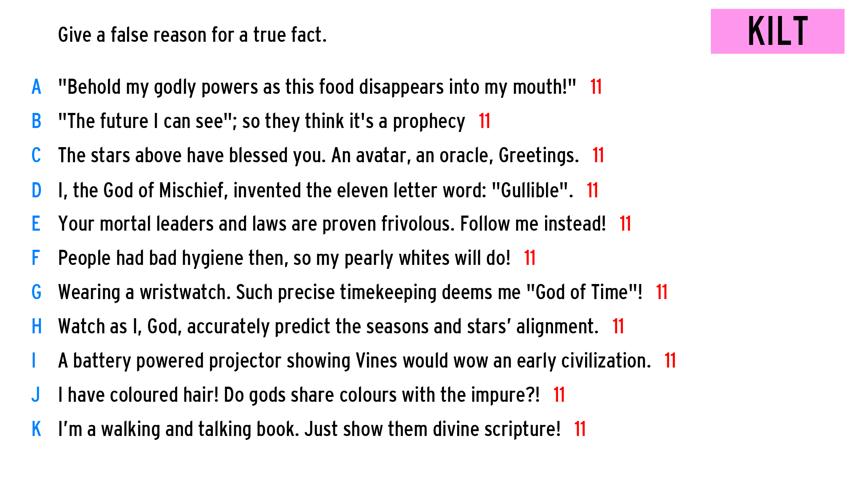 Give a false reason for a true fact.
KILT
A "Behold my godly powers as this food disappears into my mouth!" 11
B "The future I can see"; so they think it's a prophecy 11
C The stars above have blessed you. An avatar, an oracle, Greetings. 11
D I, the God of Mischief, invented the eleven letter word: "Gullible". 11
E Your mortal leaders and laws are proven frivolous. Follow me instead! 11
F People had bad hygiene then, so my pearly whites will do! 11
G Wearing a wristwatch. Such precise timekeeping deems me "God of Time"! 11
H Watch as I, God, accurately predict the seasons and stars’ alignment. 11
I A battery powered projector showing Vines would wow an early civilization. 11
J I have coloured hair! Do gods share colours with the impure?! 11
K I’m a walking and talking book. Just show them divine scripture! 11